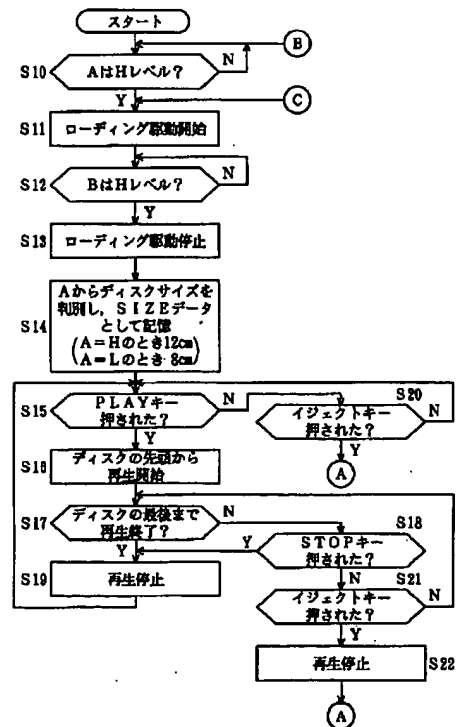 スタート
B
N
S10
AはHレベル?
Y
C
S11
ローディング駆動開始
N
S12
BはHレベル?
Y
S13
ローディング駆動停止
S14
Aからディスクサイズを
判別し,SIZEデータ
として記憶
(A=Hのとき12cm)
(A=Lのとき 8cm)
S15
PLAYキー
押された?
N
S20
イジェクトキー
押された?
N
Y
Y
A
S16
ディスクの先頭から
再生開始
S17
ディスクの最後まで
再生終了?
N
S18
STOPキー
押された?
Y
Y
N
S19
再生停止
S21
イジェクトキー
押された?
N
Y
再生停止
S22
A